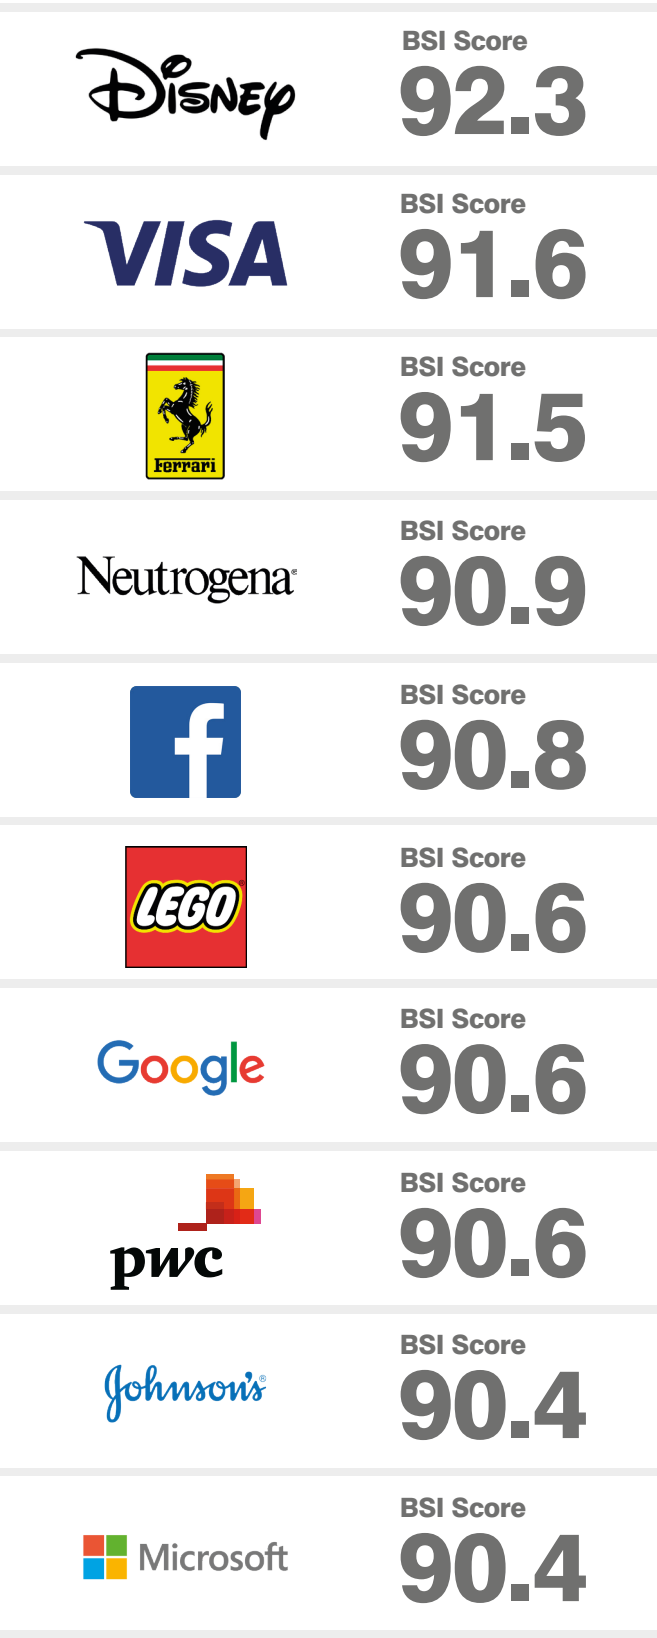 Disney
BSI Score
92.3
VISA
BSI Score
91.6
Ferrari
BSI Score
91.5
Neutrogena®
BSI Score
90.9
f
BSI Score
90.8
LEGO®
BSI Score
90.6
Google
BSI Score
90.6
pwc
BSI Score
90.6
Johnson's®
BSI Score
90.4
Microsoft
BSI Score
90.4